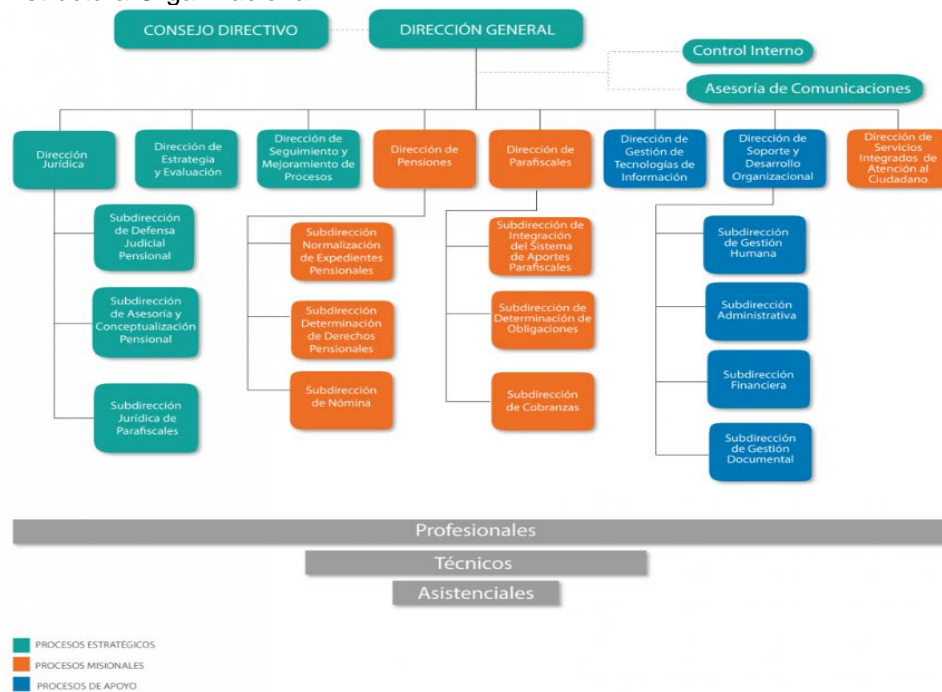 CONSEJO DIRECTIVO
DIRECCIÓN GENERAL
Control Interno
Asesoría de Comunicaciones
Dirección
Jurídica
Dirección de
Estrategia
y Evaluación
Dirección de
Seguimiento y
Mejoramiento de
Procesos
Dirección de
Pensiones
Dirección de
Parafiscales
Dirección de
Gestión de
Tecnologías de
Información
Dirección de
Soporte y
Desarrollo
Organizacional
Dirección de
Servicios
Integrados de
Atención al
Ciudadano
Subdirección
de Defensa
Judicial
Pensional
Subdirección
de Asesoría y
Conceptualización
Pensional
Subdirección
Jurídica de
Parafiscales
Subdirección
Normalización
de Expedientes
Pensionales
Subdirección
Determinación
de Derechos
Pensionales
Subdirección
de Nómina
Subdirección de
Integración
del Sistema
de Aportes
Parafiscales
Subdirección de
Determinación de
Obligaciones
Subdirección
de Cobranzas
Subdirección
de Gestión
Humana
Subdirección
Administrativa
Subdirección
Financiera
Subdirección
de Gestión
Documental
Profesionales
Técnicos
Asistenciales
PROCESOS ESTRATÉGICOS
PROCESOS MISIONALES
PROCESOS DE APOYO